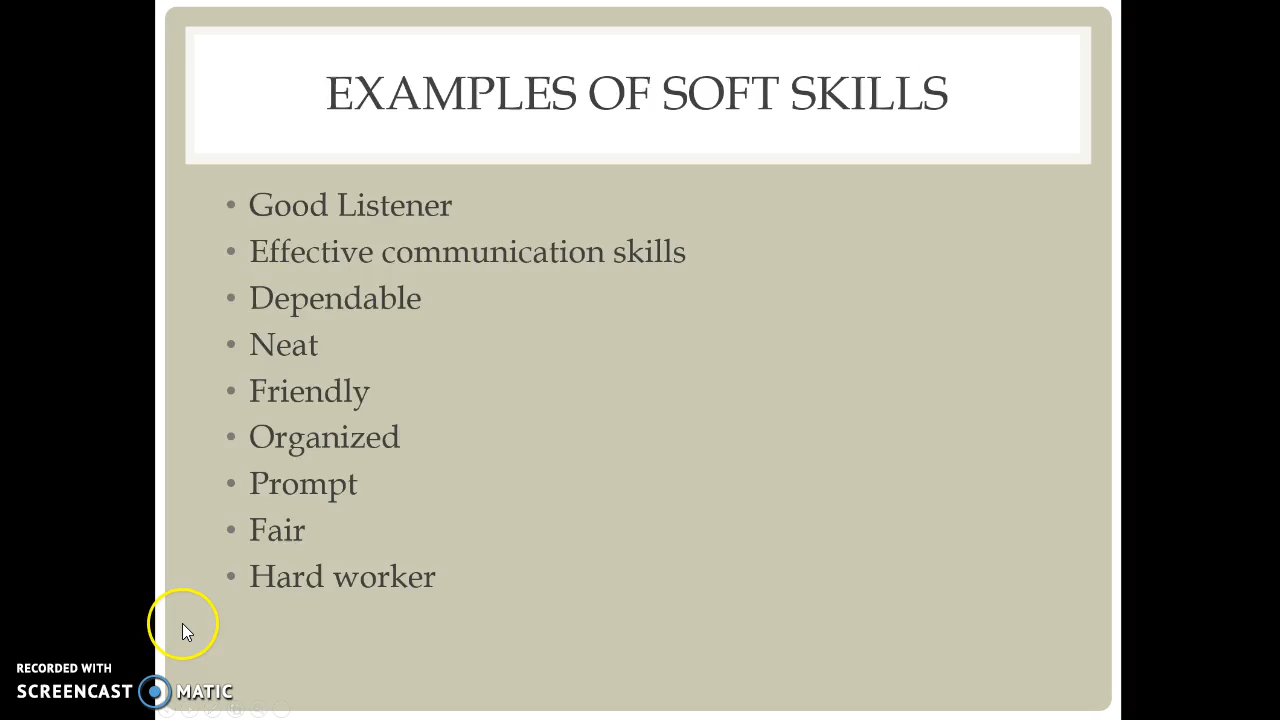 EXAMPLES OF SOFT SKILLS
• Good Listener
• Effective communication skills
• Dependable
• Neat
• Friendly
• Organized
• Prompt
• Fair
• Hard worker
RECORDED WITH
SCREENCAST MATIC